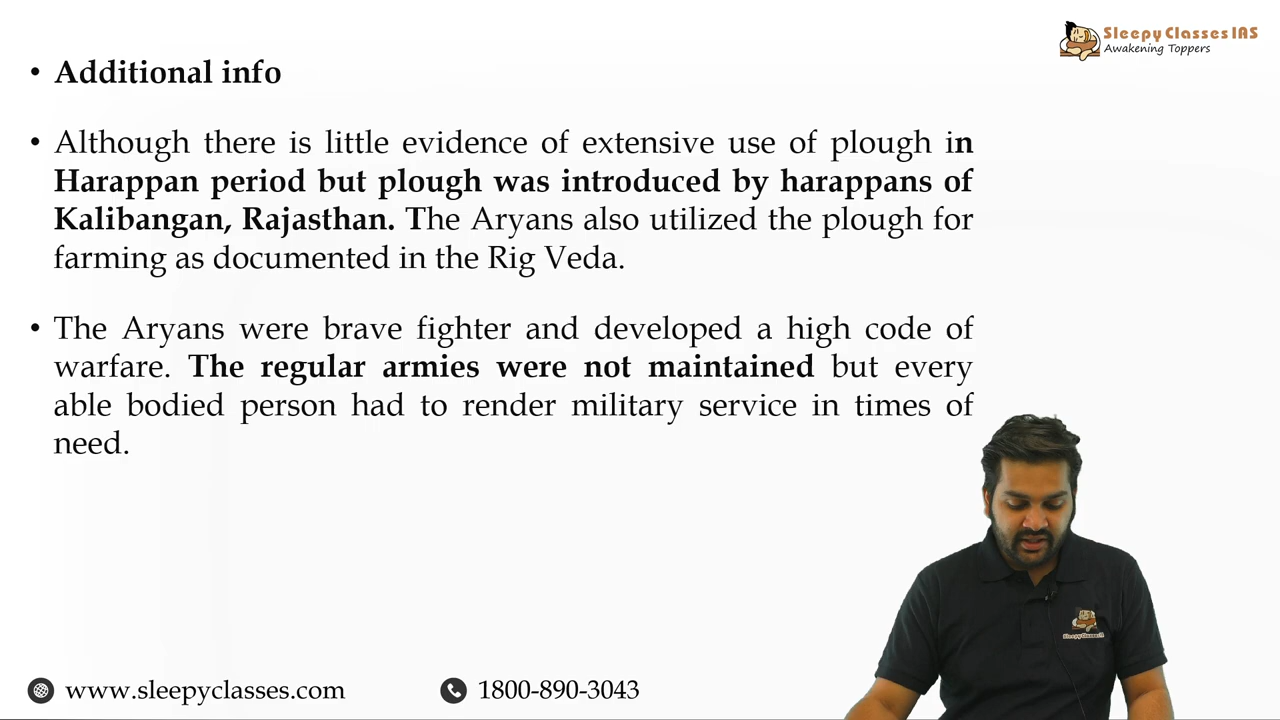 Sleepy Classes IAS
Awakening Toppers
• Additional info
• Although there is little evidence of extensive use of plough in
Harappan period but plough was introduced by harappans of
Kalibangan, Rajasthan. The Aryans also utilized the plough for
farming as documented in the Rig Veda.
• The Aryans were brave fighter and developed a high code of
warfare. The regular armies were not maintained but every
able bodied person had to render military service in times of
need.
Sleepy Classes IAS
www.sleepyclasses.com
1800-890-3043